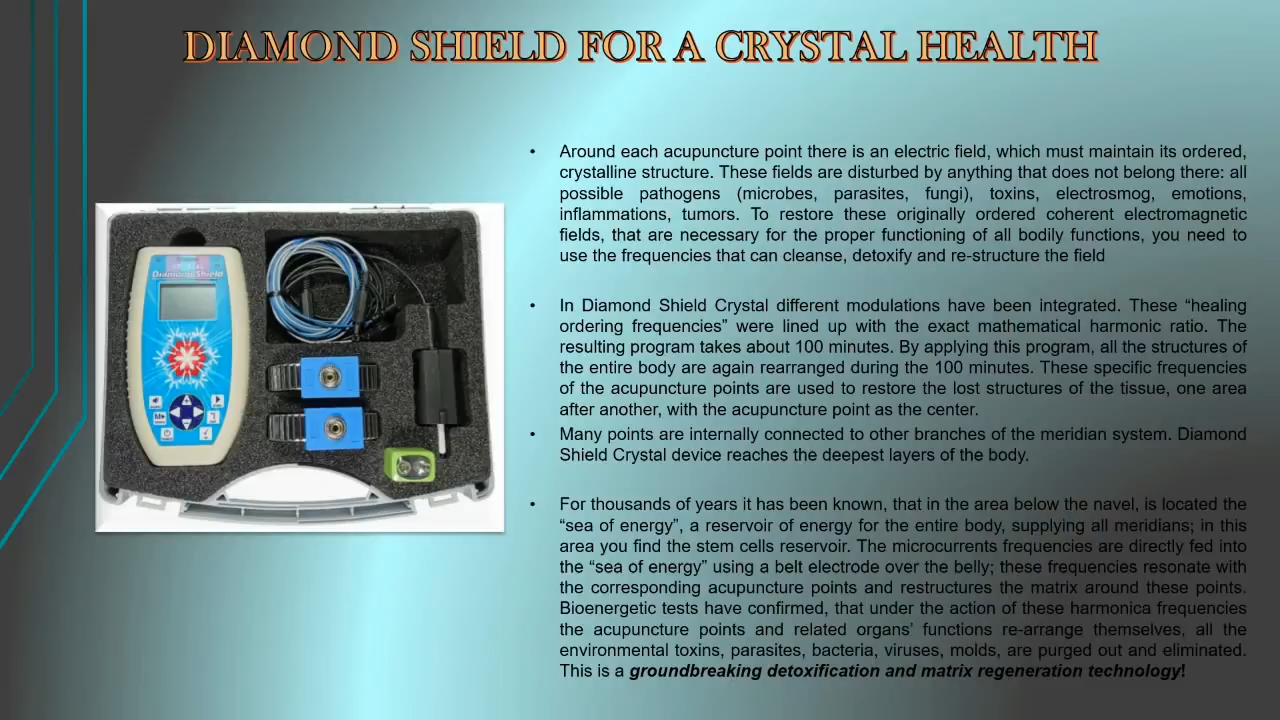 DIAMOND SHIELD FOR A CRYSTAL HEALTH
DiamondShield
• Around each acupuncture point there is an electric field, which must maintain its ordered,
crystalline structure. These fields are disturbed by anything that does not belong there: all
possible pathogens (microbes, parasites, fungi), toxins, electrosmog, emotions,
inflammations, tumors. To restore these originally ordered coherent electromagnetic
fields, that are necessary for the proper functioning of all bodily functions, you need to
use the frequencies that can cleanse, detoxify and re-structure the field
• In Diamond Shield Crystal different modulations have been integrated. These “healing
ordering frequencies” were lined up with the exact mathematical harmonic ratio. The
resulting program takes about 100 minutes. By applying this program, all the structures of
the entire body are again rearranged during the 100 minutes. These specific frequencies
of the acupuncture points are used to restore the lost structures of the tissue, one area
after another, with the acupuncture point as the center.
• Many points are internally connected to other branches of the meridian system. Diamond
Shield Crystal device reaches the deepest layers of the body.
• For thousands of years it has been known, that in the area below the navel, is located the
“sea of energy”, a reservoir of energy for the entire body, supplying all meridians; in this
area you find the stem cells reservoir. The microcurrents frequencies are directly fed into
the “sea of energy” using a belt electrode over the belly; these frequencies resonate with
the corresponding acupuncture points and restructures the matrix around these points.
Bioenergetic tests have confirmed, that under the action of these harmonica frequencies
the acupuncture points and related organs’ functions re-arrange themselves, all the
environmental toxins, parasites, bacteria, viruses, molds, are purged out and eliminated.
This is a groundbreaking detoxification and matrix regeneration technology!